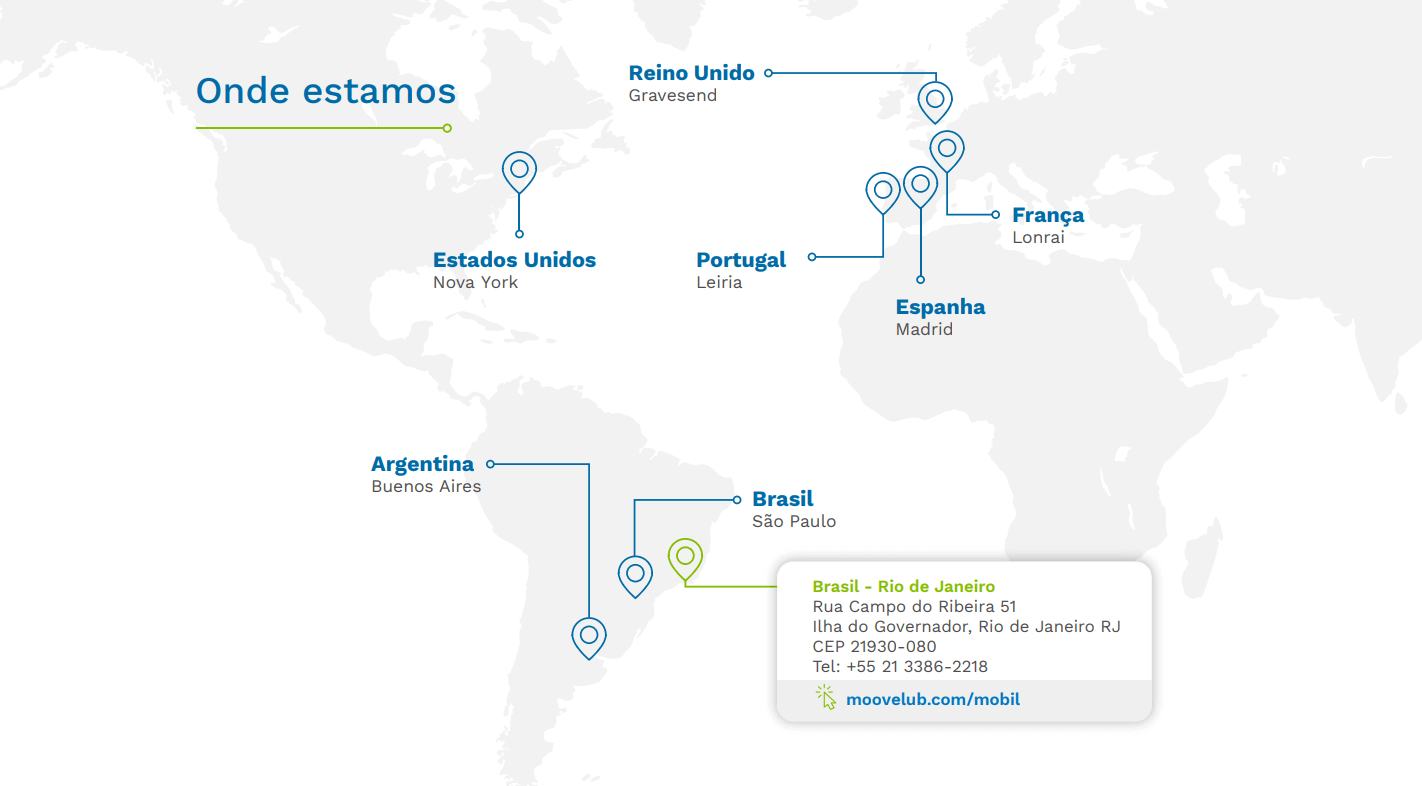 Onde estamos
Reino Unido
Gravesend
Estados Unidos
Nova York
Portugal
Leiria
França
Lonrai
Espanha
Madrid
Argentina
Buenos Aires
Brasil
São Paulo
Brasil - Rio de Janeiro
Rua Campo do Ribeira 51
Ilha do Governador, Rio de Janeiro RJ
CEP 21930-080
Tel: +55 21 3386-2218
moovelub.com/mobil